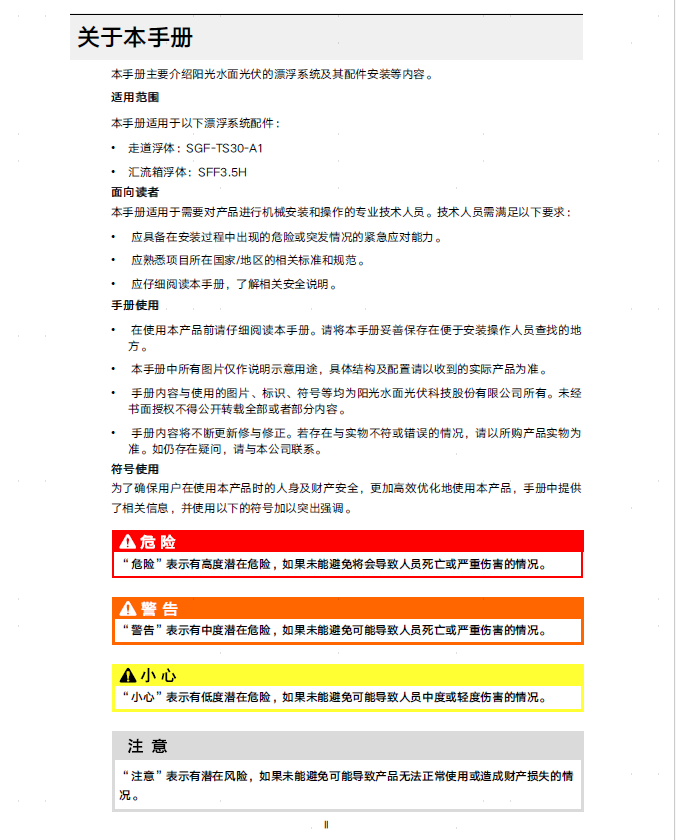 关于本手册
本手册主要介绍阳光水面光伏的漂浮系统及其配件安装等内容。
适用范围
本手册适用于以下漂浮系统配件：
• 走道浮体：SGF-TS30-A1
• 汇流箱浮体：SFF3.5H
面向读者
本手册适用于需要对产品进行机械安装和操作的专业技术人员。技术人员需满足以下要求：
• 应具备在安装过程中出现的危险或突发情况的紧急应对能力。
• 应熟悉项目所在国家/地区的相关标准和规范。
• 应仔细阅读本手册，了解相关安全说明。
手册使用
• 在使用本产品前请仔细阅读本手册。请将本手册妥善保存在便于安装操作人员查找的地
方。
• 本手册中所有图片仅作说明示意用途，具体结构及配置请以收到的实际产品为准。
• 手册内容与使用的图片、标识、符号等均为阳光水面光伏科技股份有限公司所有。未经
书面授权不得公开转载全部或者部分内容。
• 手册内容将不断更新修与修正。若存在与实物不符或错误的情况，请以所购产品实物为
准。如仍存在疑问，请与本公司联系。
符号使用
为了确保用户在使用本产品时的人身及财产安全，更加高效优化地使用本产品，手册中提供
了相关信息，并使用以下的符号加以突出强调。
危险
“危险”表示有高度潜在危险，如果未能避免将会导致人员死亡或严重伤害的情况。
警告
“警告”表示有中度潜在危险，如果未能避免可能导致人员死亡或严重伤害的情况。
小心
“小心”表示有低度潜在危险，如果未能避免可能导致人员中度或轻度伤害的情况。
注意
“注意”表示有潜在风险，如果未能避免可能导致产品无法正常使用或造成财产损失的情
况。
II